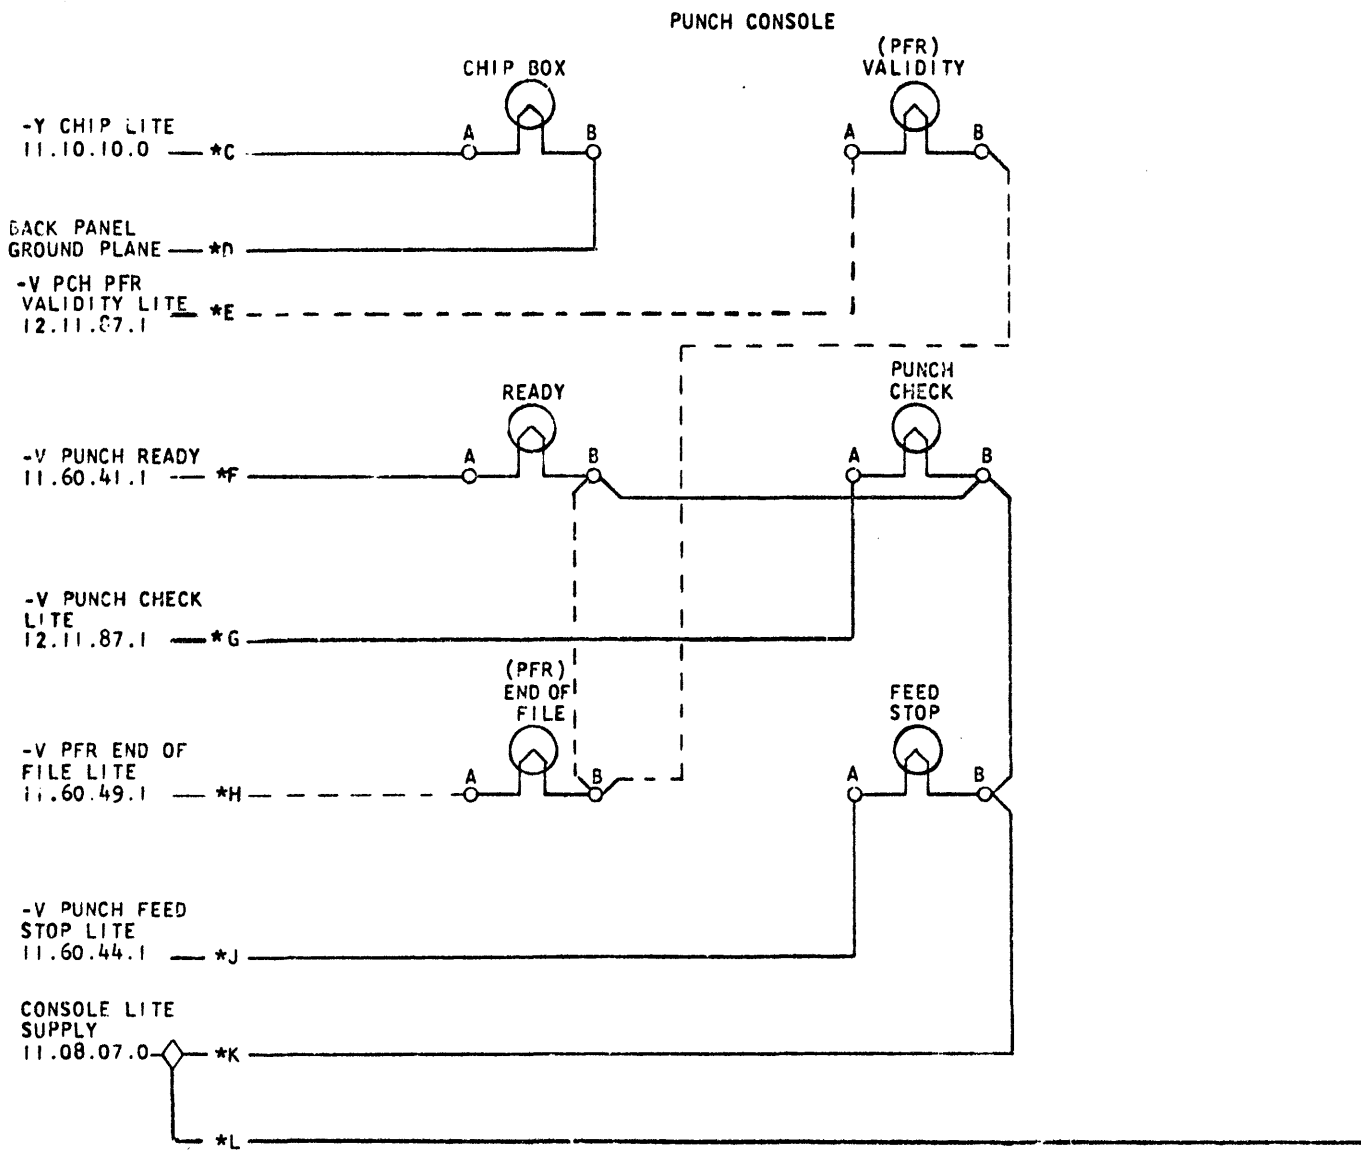 PUNCH CONSOLE
CHIP BOX
(PFR)
VALIDITY
-Y CHIP LITE
11.10.10.0
*C
A
B
A
B
BACK PANEL
GROUND PLANE
*D
-V PCH PFR
VALIDITY LITE
12.11.87.1
*E
READY
PUNCH
CHECK
-V PUNCH READY
11.60.41.1
*F
A
B
A
B
-V PUNCH CHECK
LITE
12.11.87.1
*G
(PFR)
END OF
FILE
FEED
STOP
-V PFR END OF
FILE LITE
11.60.49.1
*H
A
B
A
B
-V PUNCH FEED
STOP LITE
11.60.44.1
*J
CONSOLE LITE
SUPPLY
11.08.07.0
*K
*L